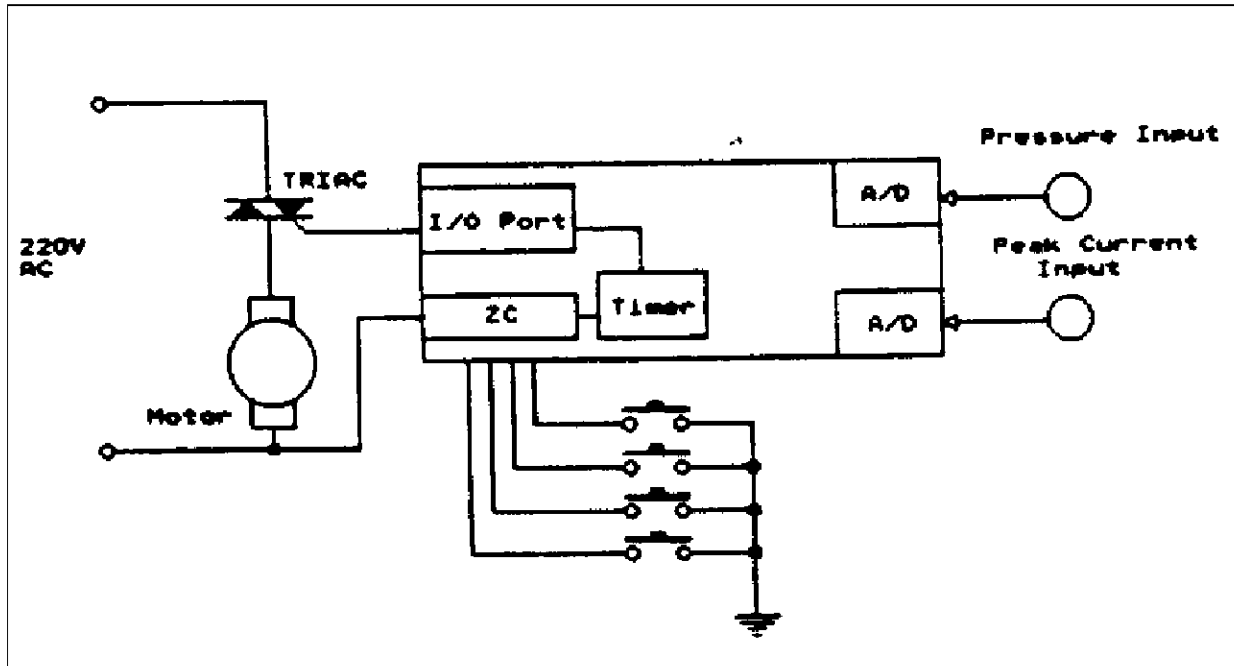 Pressure Input
TRIAC
A/D
I/O Port
220V
AC
Peak Current
Input
ZC
Timer
A/D
Motor